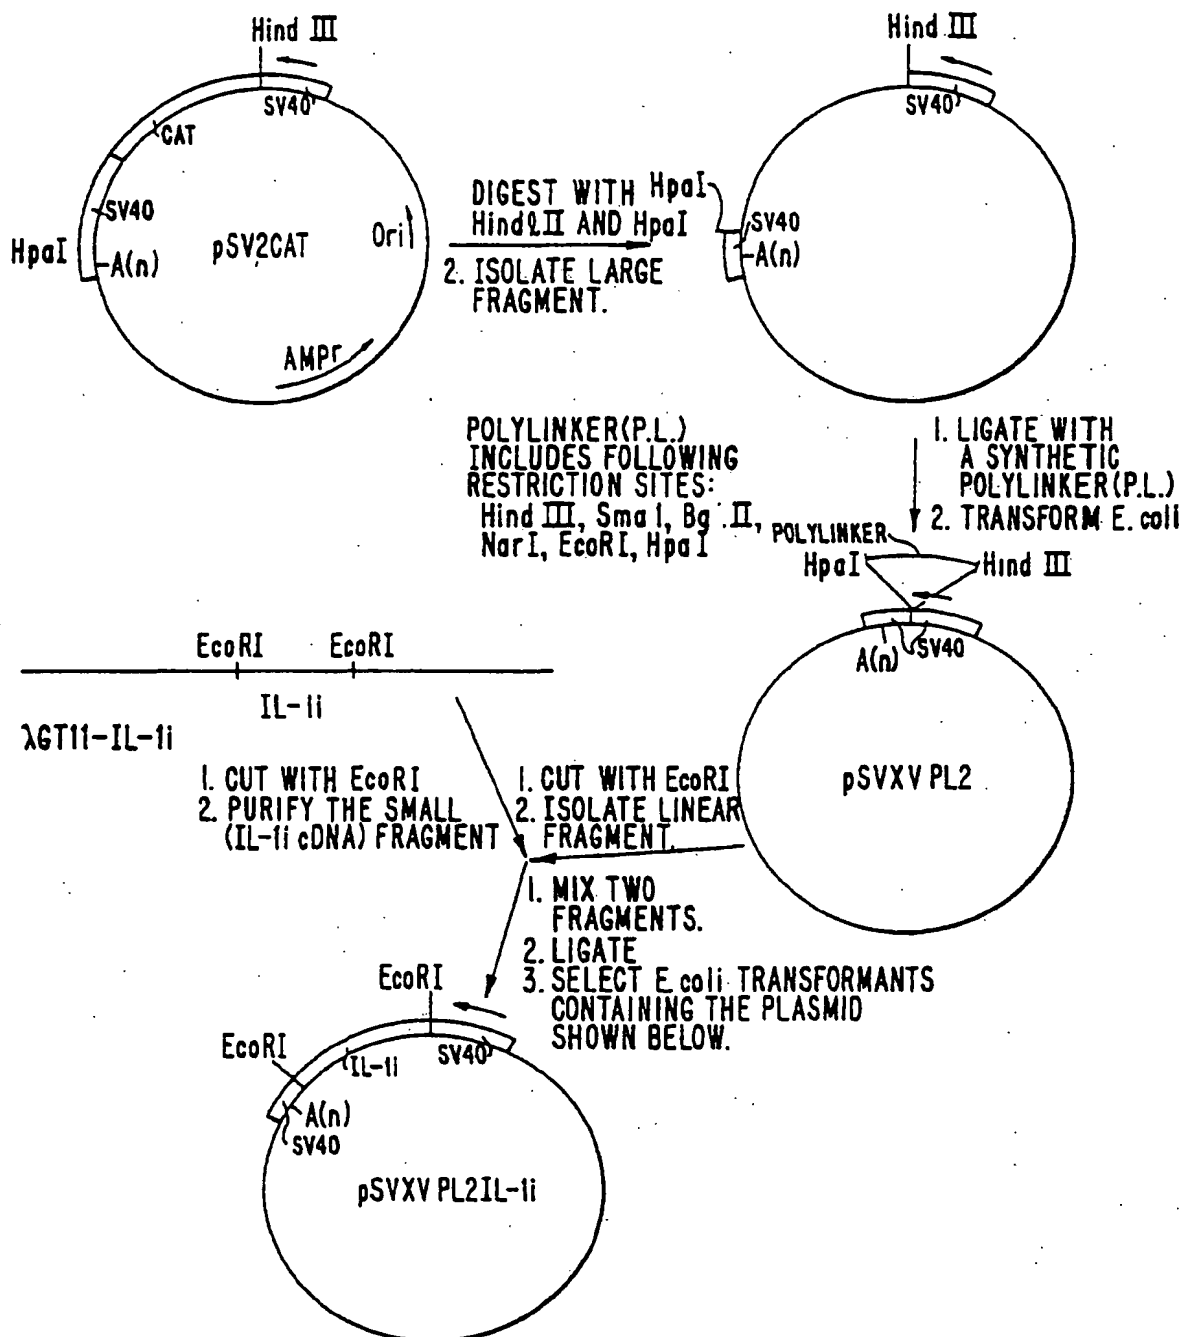 Hind III
SV40
CAT
SV40
HpaI
A(n)
pSV2CAT
Ori
AMPr
DIGEST WITH
HindlII AND HpaI
2. ISOLATE LARGE
FRAGMENT.
Hind III
SV40
HpaI
SV40
A(n)
POLYLINKER(P.L.)
INCLUDES FOLLOWING
RESTRICTION SITES:
Hind III, Sma I, Bg .II,
NarI, EcoRI, Hpa I
1. LIGATE WITH
A SYNTHETIC
POLYLINKER(P.L.)
2. TRANSFORM E. coli
POLYLINKER
HpaI
Hind III
A(n)
SV40
pSVXV PL2
EcoRI EcoRI
IL-1i
λGT11-IL-1i
1. CUT WITH EcoRI
2. PURIFY THE SMALL
(IL-1i cDNA) FRAGMENT
1. CUT WITH EcoRI
2. ISOLATE LINEAR
FRAGMENT.
1. MIX TWO
FRAGMENTS.
2. LIGATE
3. SELECT E. coli TRANSFORMANTS
CONTAINING THE PLASMID
SHOWN BELOW.
EcoRI
EcoRI
IL-1i
SV40
A(n)
SV40
pSVXV PL2IL-1i